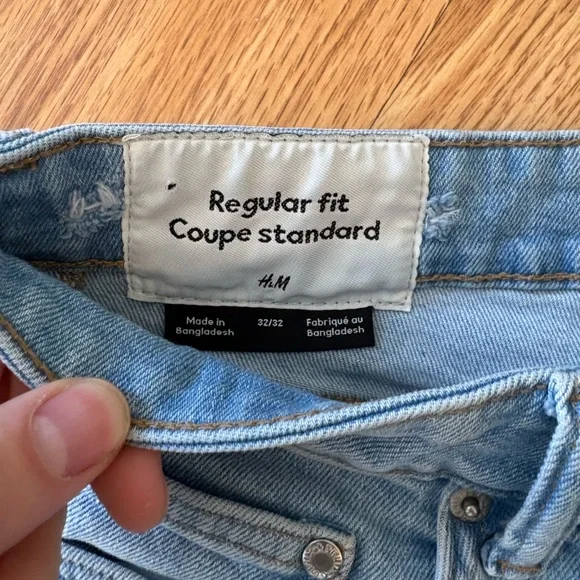 Regular fit
Coupe standard
H&M
Made in
Bangladesh
32/32
Fabriqué au
Bangladesh